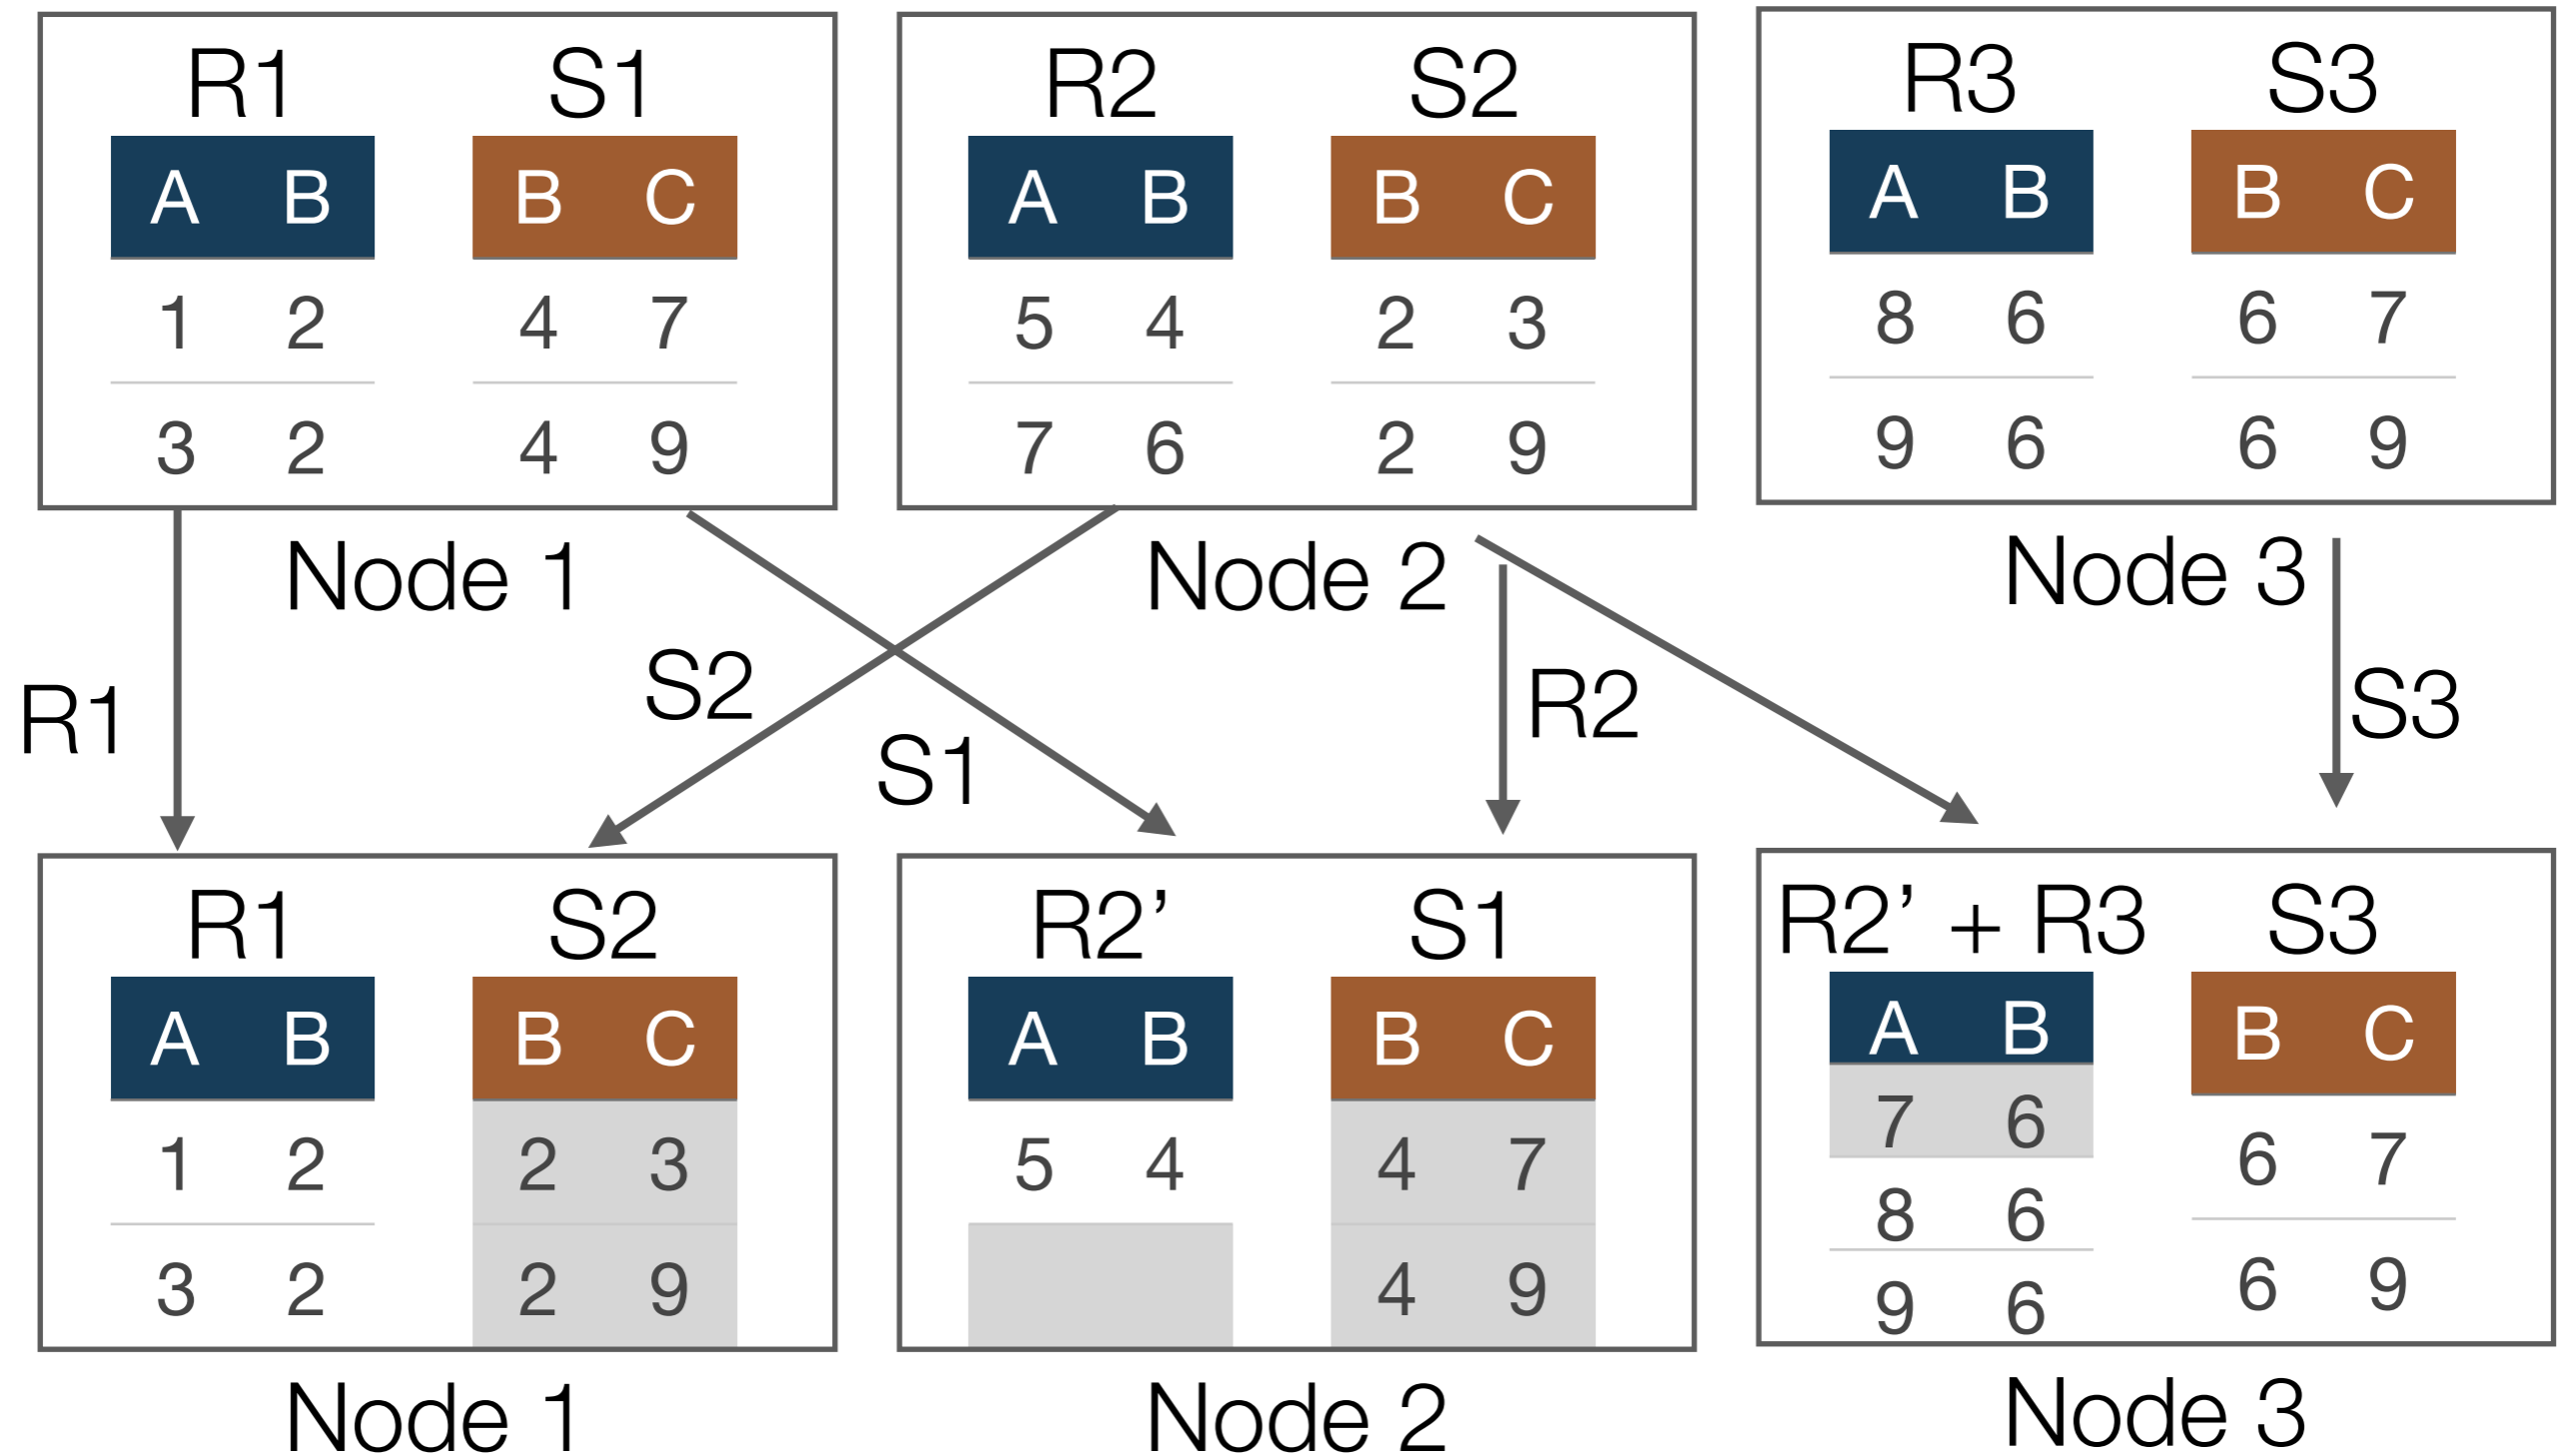 R1 S1 R2 S2 R3 S3
A B B C A B B C A B B C
1 2 4 7 5 4 2 3 8 6 6 7
3 2 4 9 7 6 2 9 9 6 6 9
Node 1 Node 2 Node 3
R1 S2 S1 R2 S3
R1 S2 R2’ S1 R2’ + R3 S3
A B B C A B B C A B B C
1 2 2 3 5 4 4 7 7 6 6 7
3 2 2 9 4 9 8 6 6 9
9 6
Node 1 Node 2 Node 3